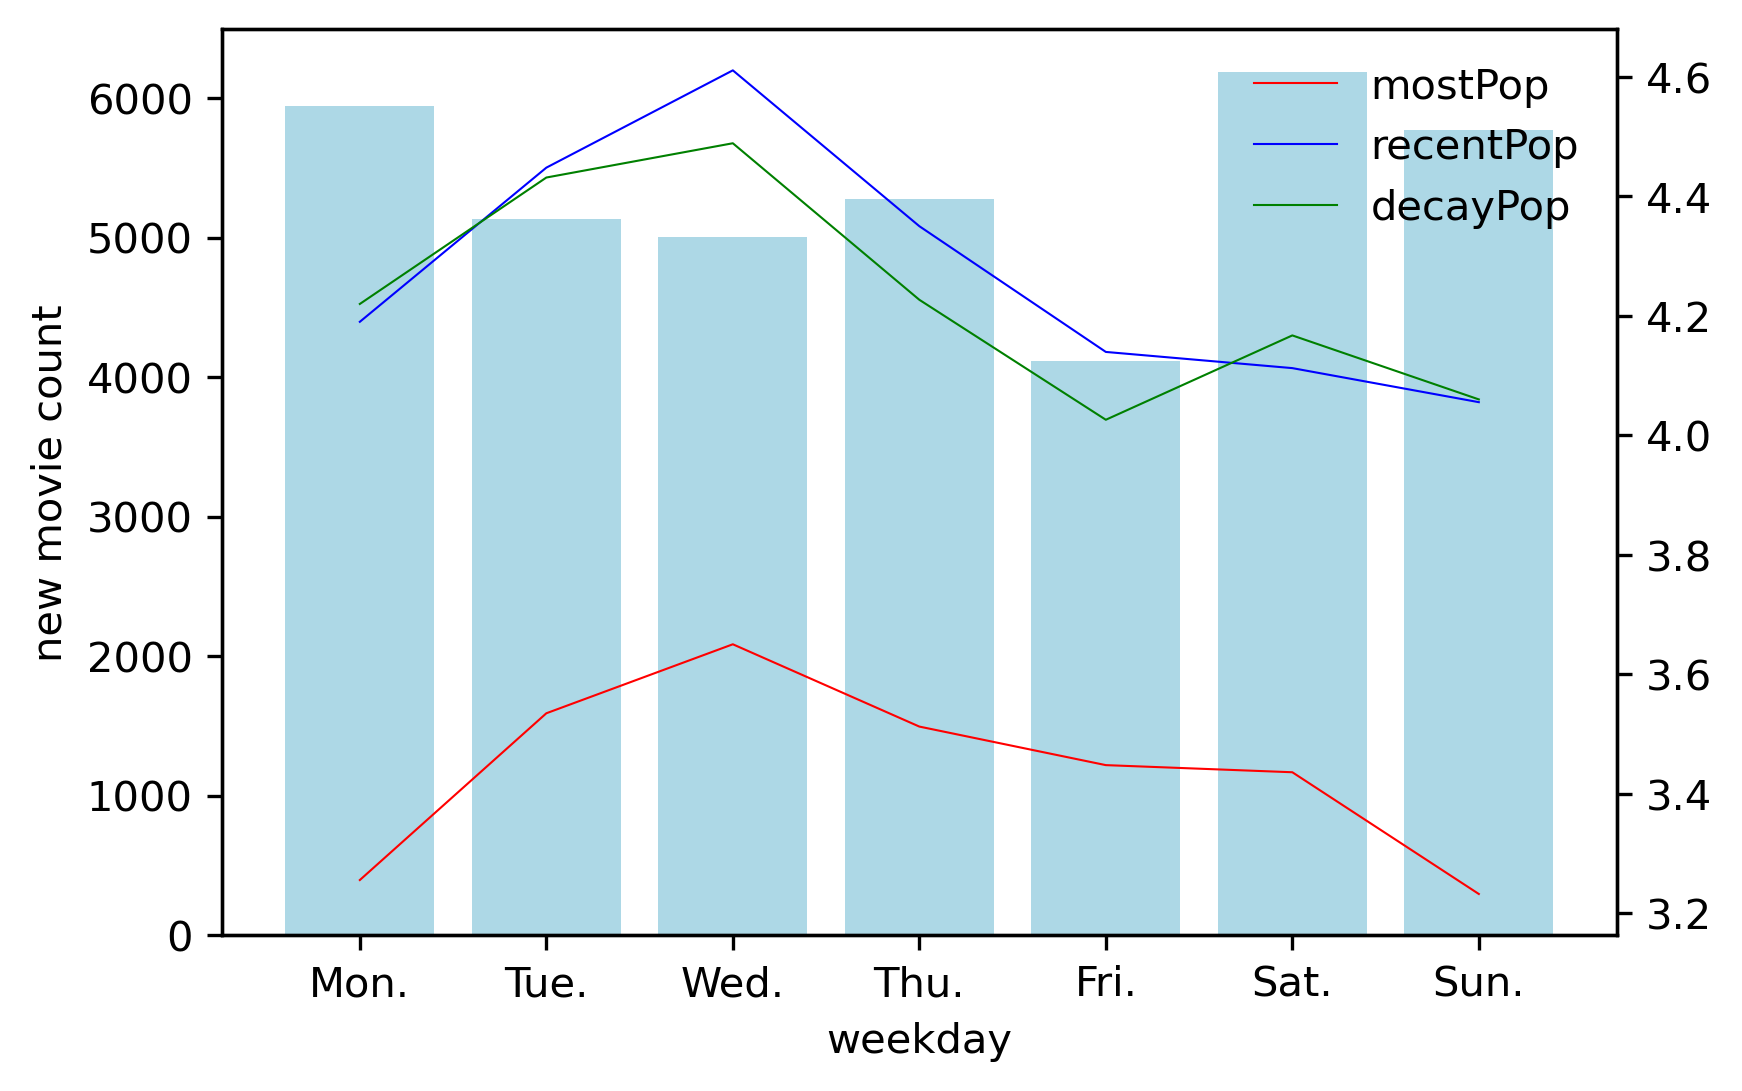 mostPop
recentPop
decayPop
6000
5000
4000
3000
2000
1000
0
new movie count
4.6
4.4
4.2
4.0
3.8
3.6
3.4
3.2
Mon. Tue. Wed. Thu. Fri. Sat. Sun.
weekday